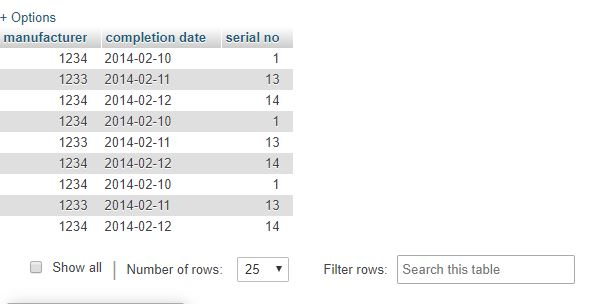 + Options
manufacturer completion date serial no
1234 2014-02-10 1
1233 2014-02-11 13
1234 2014-02-12 14
1234 2014-02-10 1
1233 2014-02-11 13
1234 2014-02-12 14
1234 2014-02-10 1
1233 2014-02-11 13
1234 2014-02-12 14
Show all | Number of rows: 25 Filter rows: Search this table